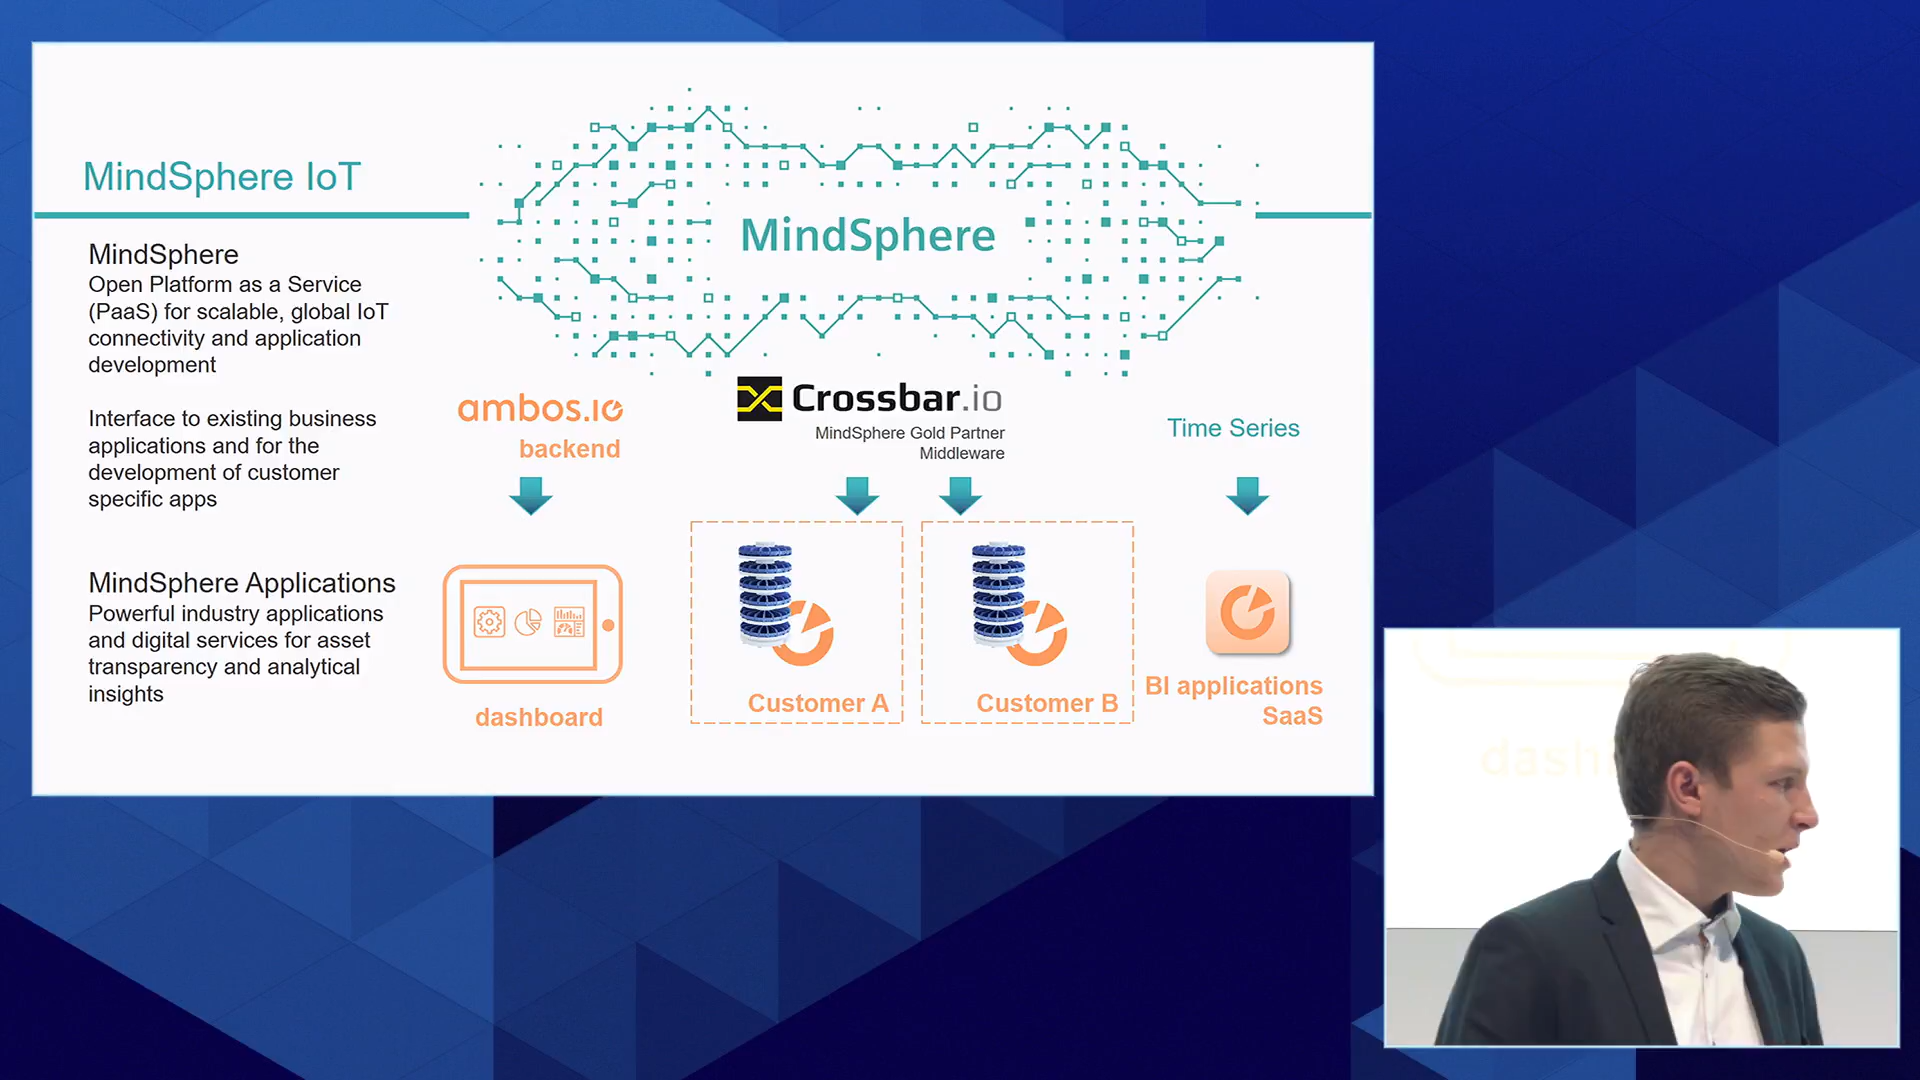 MindSphere IoT
MindSphere
MindSphere
Open Platform as a Service
(PaaS) for scalable, global IoT
connectivity and application
development
Interface to existing business
applications and for the
development of customer
specific apps
MindSphere Applications
Powerful industry applications
and digital services for asset
transparency and analytical
insights
ambos.io
backend
dashboard
Crossbar.io
MindSphere Gold Partner
Middleware
Customer A
Customer B
Time Series
BI applications
SaaS